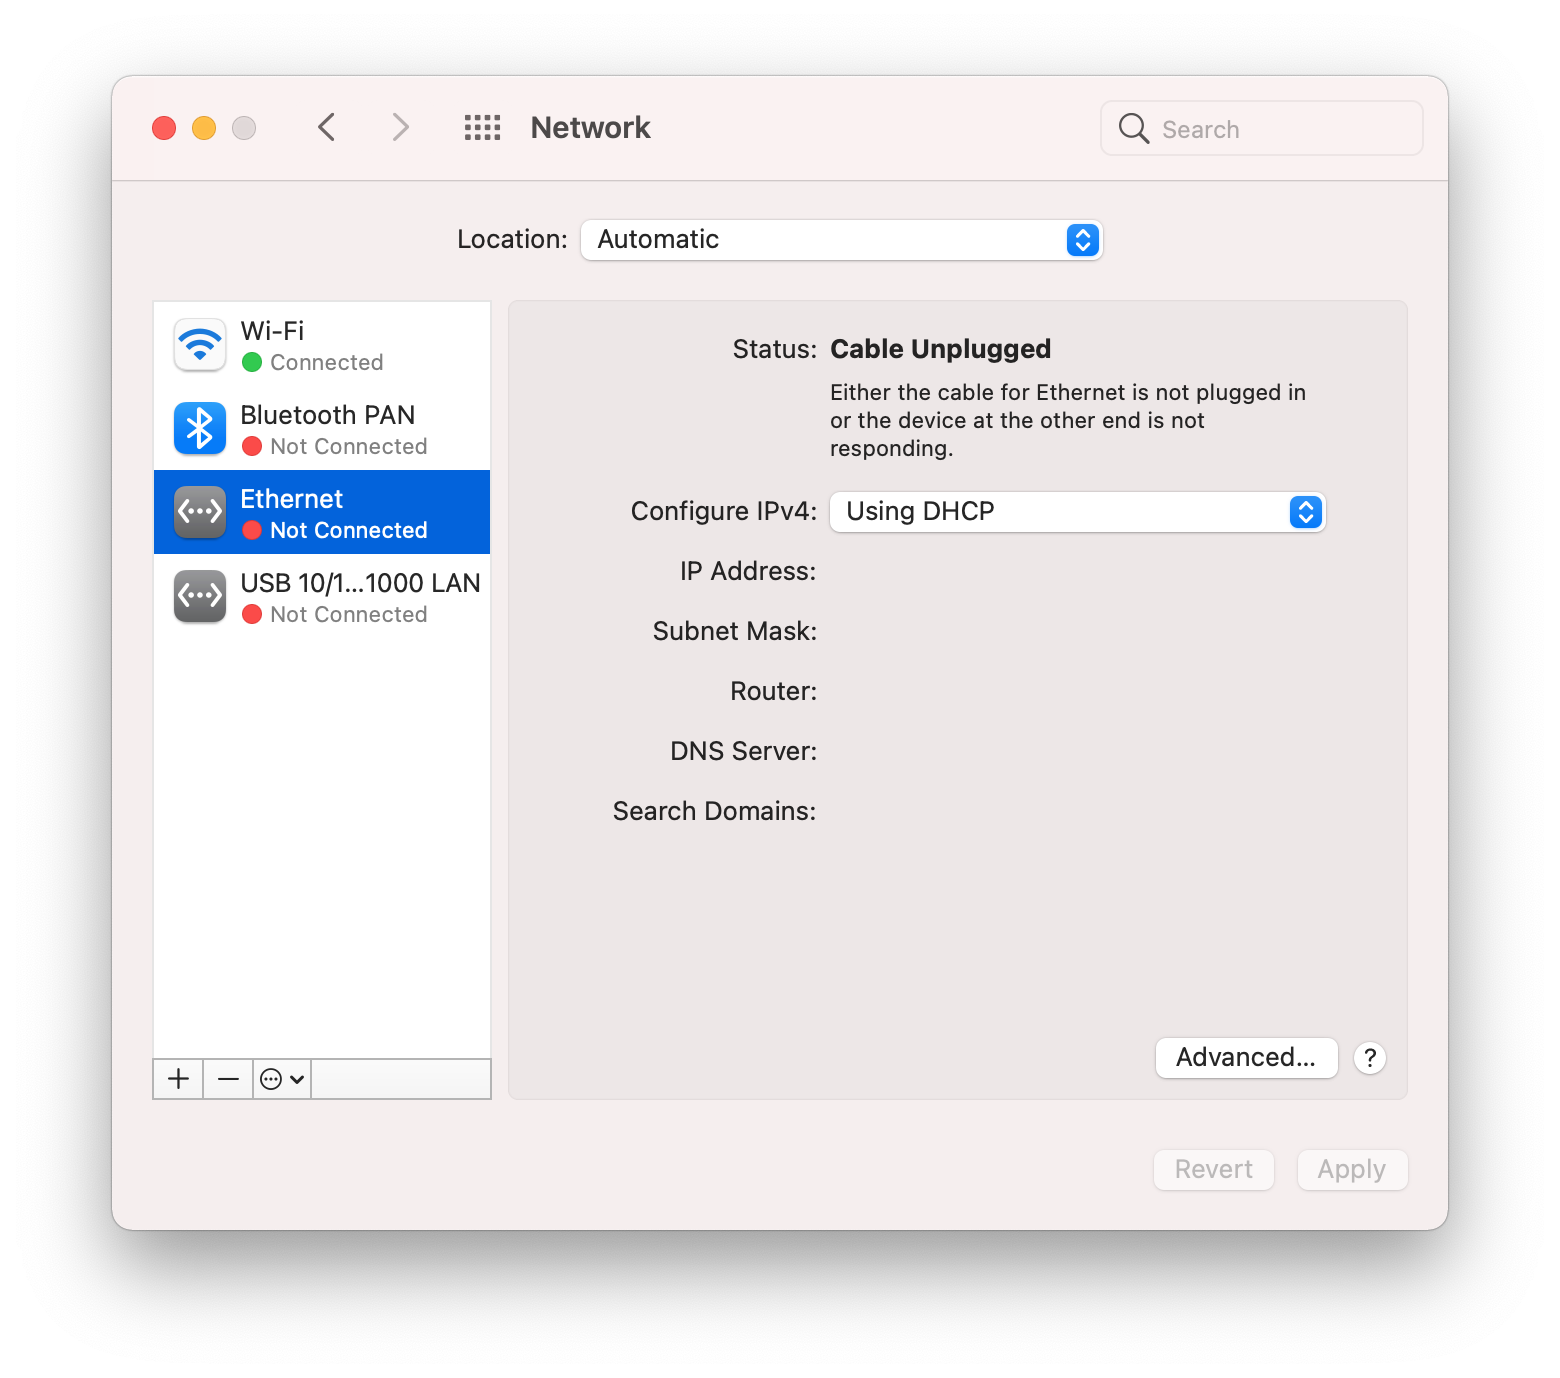 Network
Search
Location: Automatic
Wi-Fi
Connected
Bluetooth PAN
Not Connected
Ethernet
Not Connected
USB 10/1...1000 LAN
Not Connected
Status: Cable Unplugged
Either the cable for Ethernet is not plugged in
or the device at the other end is not
responding.
Configure IPv4: Using DHCP
IP Address:
Subnet Mask:
Router:
DNS Server:
Search Domains:
Advanced... ?
Revert Apply